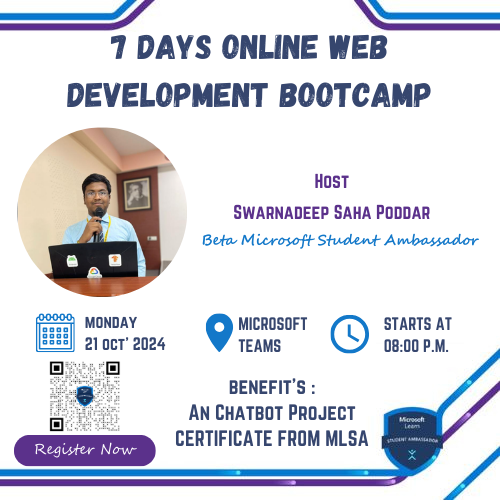 7 DAYS ONLINE WEB
DEVELOPMENT BOOTCAMP
HOST
SWARNADEEP SAHA PODDAR
Beta Microsoft Student Ambassador
MONDAY
21 OCT' 2024
MICROSOFT
TEAMS
STARTS AT
08:00 P.M.
Register Now
BENEFIT'S :
AN CHATBOT PROJECT
CERTIFICATE FROM MLSA
Microsoft
Learn
STUDENT AMBASSADOR